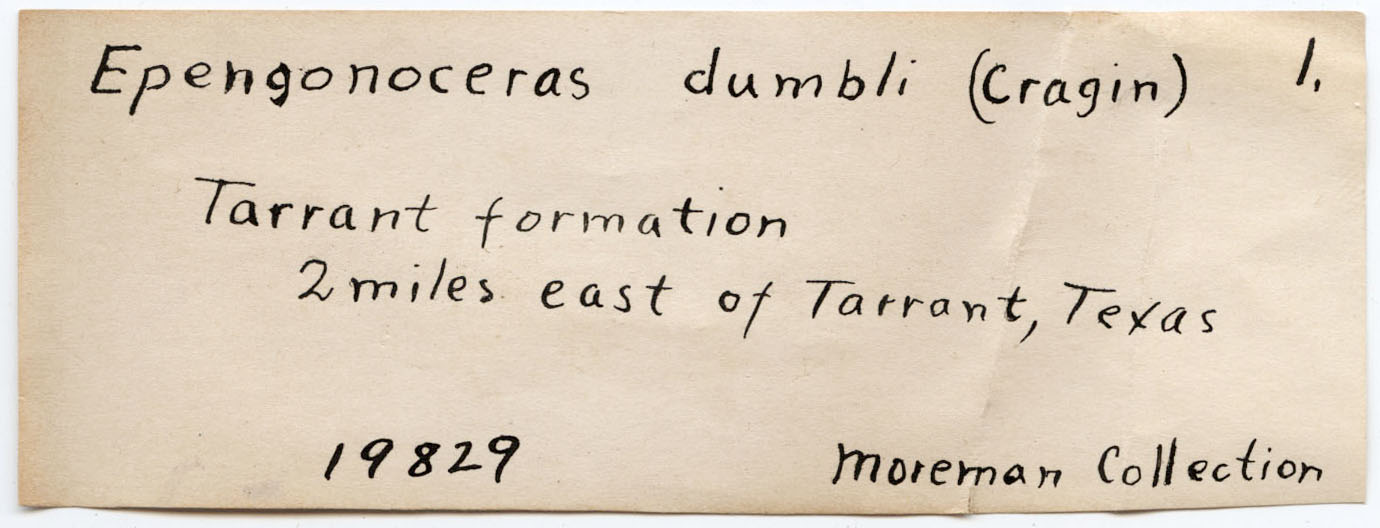 Epengonoceras dumbli (Cragin) 1.
Tarrant formation
2 miles east of Tarrant, Texas
19829 Moreman Collection